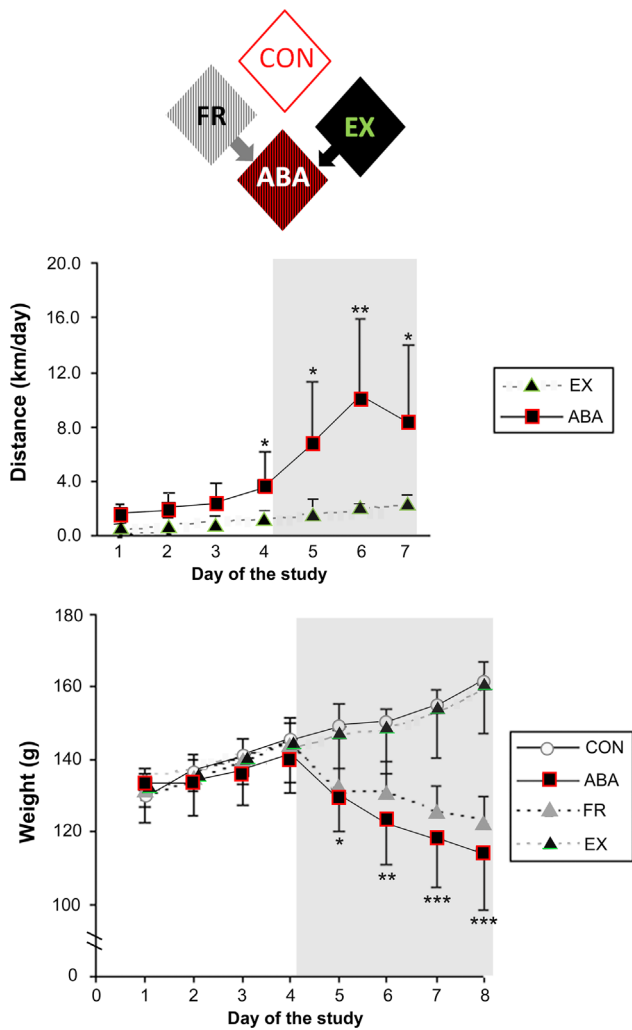 CON
FR
EX
ABA
20.0
16.0
12.0
8.0
4.0
0.0
Distance (km/day)
*
*
**
*
1 2 3 4 5 6 7
Day of the study
EX
ABA
180
160
140
120
100
0
Weight (g)
*
**
***
***
0 1 2 3 4 5 6 7 8
Day of the study
CON
ABA
FR
EX